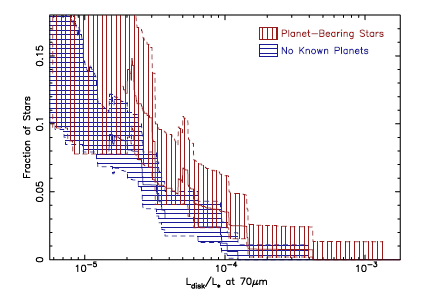 Planet-Bearing Stars
No Known Planets
Fraction of Stars
0.15
0.1
0.05
0
10⁻⁵
10⁻⁴
10⁻³
L_disk/L_* at 70μm